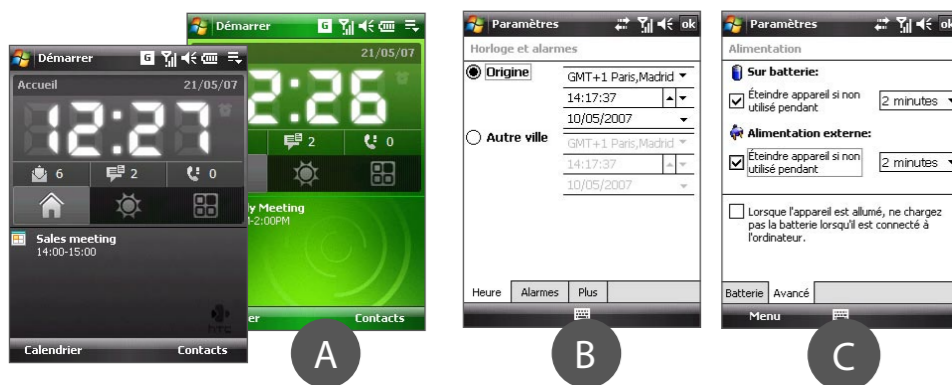 Démarrer
21/05/07
2:26
2
0
y Meeting
-2:00PM
er
Contacts
Démarrer
Accueil
21/05/07
12:27
6
2
0
Sales meeting
14:00-15:00
hTC
Calendrier
Contacts
A
Paramètres
ok
Horloge et alarmes
Origine
GMT+1 Paris,Madrid
14:17:37
10/05/2007
Autre ville
GMT+1 Paris,Madrid
14:17:37
10/05/2007
Heure
Alarmes
Plus
B
Paramètres
ok
Alimentation
Sur batterie:
Éteindre appareil si non
utilisé pendant
2 minutes
Alimentation externe:
Éteindre appareil si non
utilisé pendant
2 minutes
Lorsque l'appareil est allumé, ne chargez
pas la batterie lorsqu'il est connecté à
l'ordinateur.
Batterie
Avancé
Menu
C